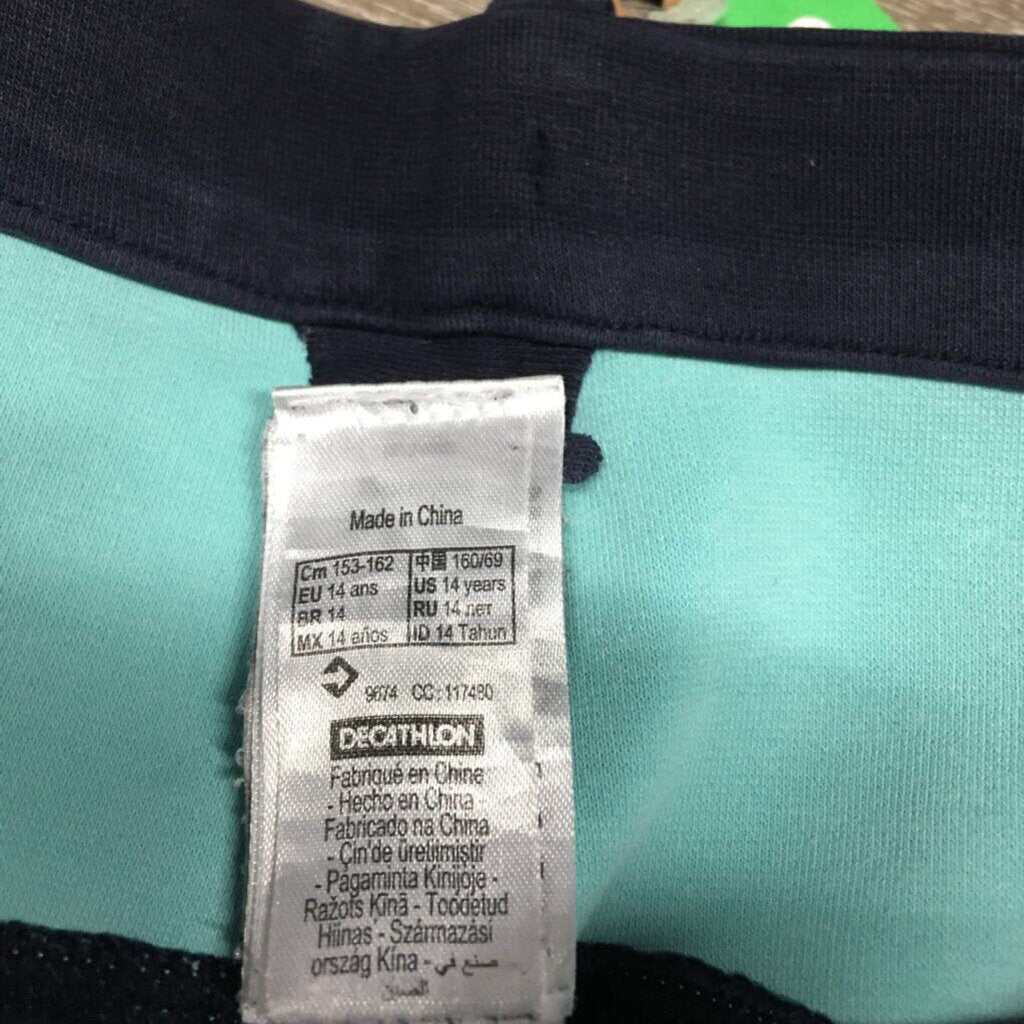 Made in China
Cm 153-162 中国 160/69
EU 14 ans US 14 years
BR 14 RU 14 лет
MX 14 años ID 14 Tahun
9674 CC: 117480
DECATHLON
Fabriqué en Chine
- Hecho en China -
Fabricado na China
- Çin'de üretilmiştir
- Pagaminta Kinijoje -
Ražots Ķīnā - Toodetud
Hiinas - Származási
ország Kína - صنع في
الصين